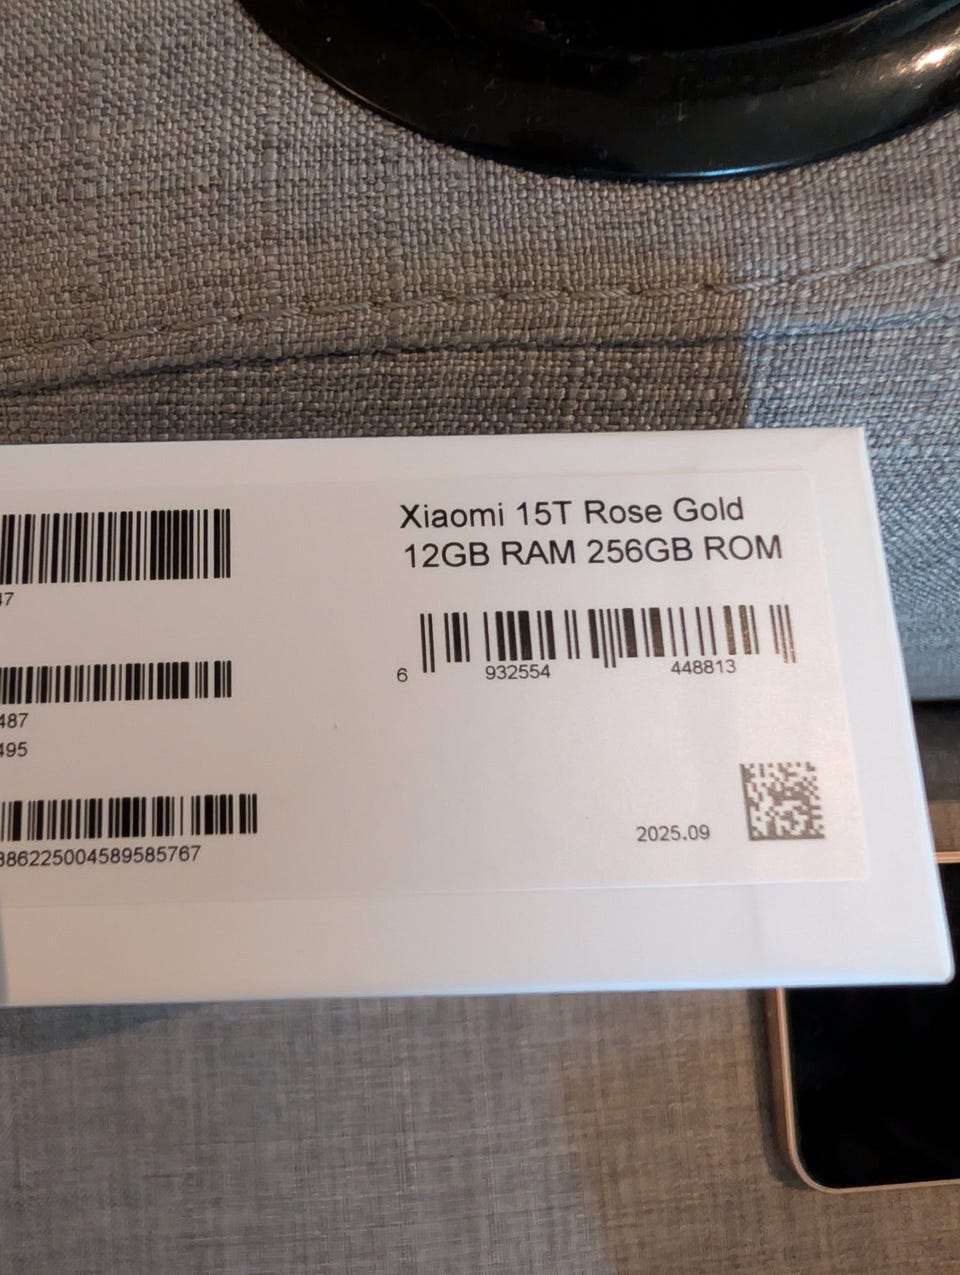 Xiaomi 15T Rose Gold
12GB RAM 256GB ROM
6 932554 448813
47
487
495
886225004589585767
2025.09